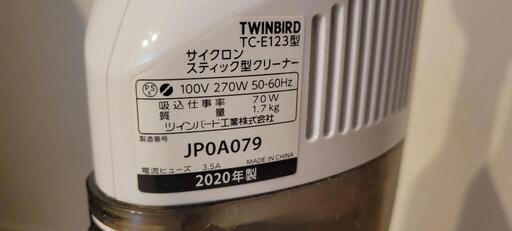 TWINBIRD
TC-E123型
サイクロン
スティック型クリーナー
PS E 100V 270W 50-60Hz
吸込仕事率 70W
質量 1.7kg
ツインバード工業株式会社
製造番号 JP0A079
電流ヒューズ 3.5A MADE IN CHINA
2020年製